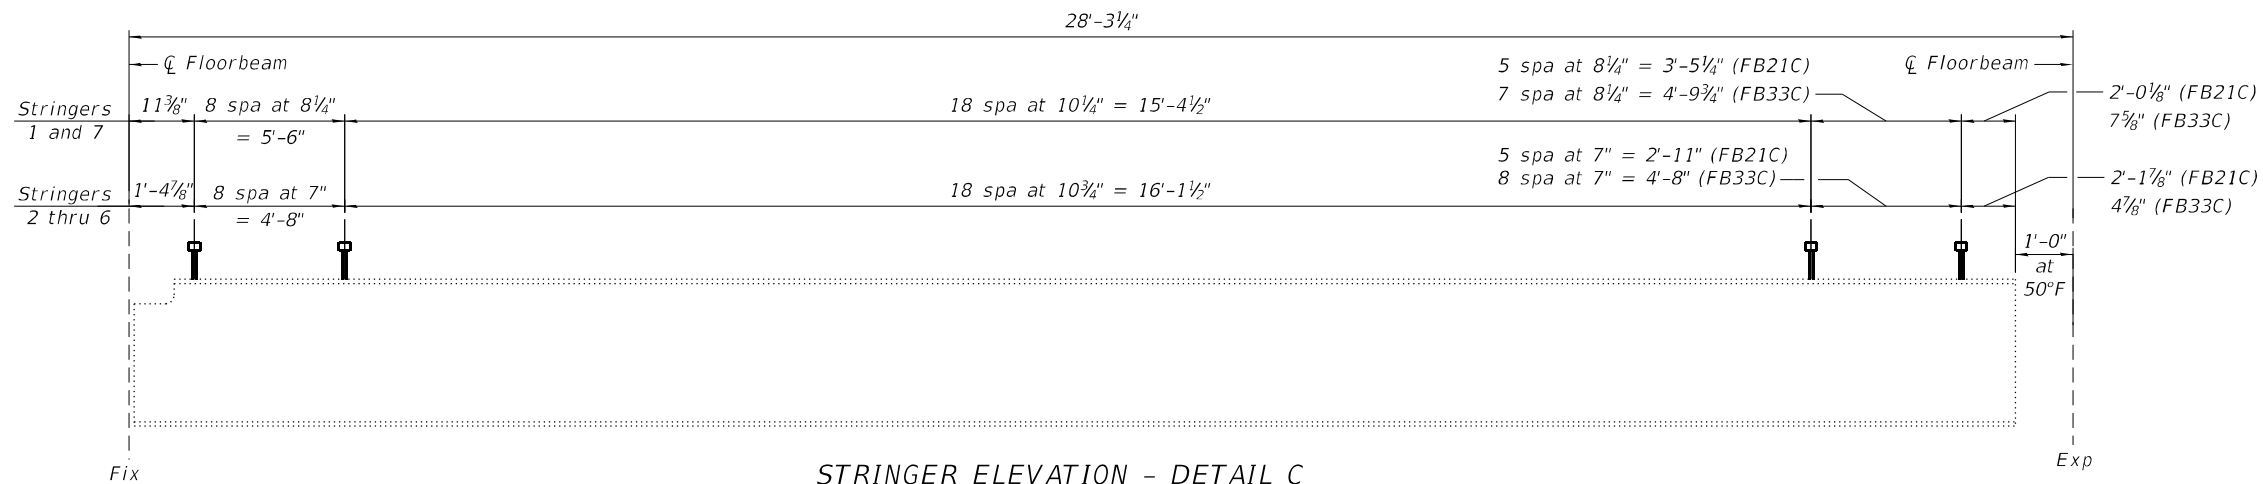 28'-3¼"
℄ Floorbeam
5 spa at 8¼" = 3'-5¼" (FB21C)
℄ Floorbeam
7 spa at 8¼" = 4'-9¾" (FB33C)
2'-0⅛" (FB21C)
7⅝" (FB33C)
Stringers
1 and 7
11⅜"
8 spa at 8¼"
= 5'-6"
18 spa at 10¼" = 15'-4½"
5 spa at 7" = 2'-11" (FB21C)
8 spa at 7" = 4'-8" (FB33C)
2'-1⅞" (FB21C)
4⅞" (FB33C)
Stringers
2 thru 6
1'-4⅞"
8 spa at 7"
= 4'-8"
18 spa at 10¾" = 16'-1½"
1'-0"
at
50°F
Fix
Exp
STRINGER ELEVATION - DETAIL C